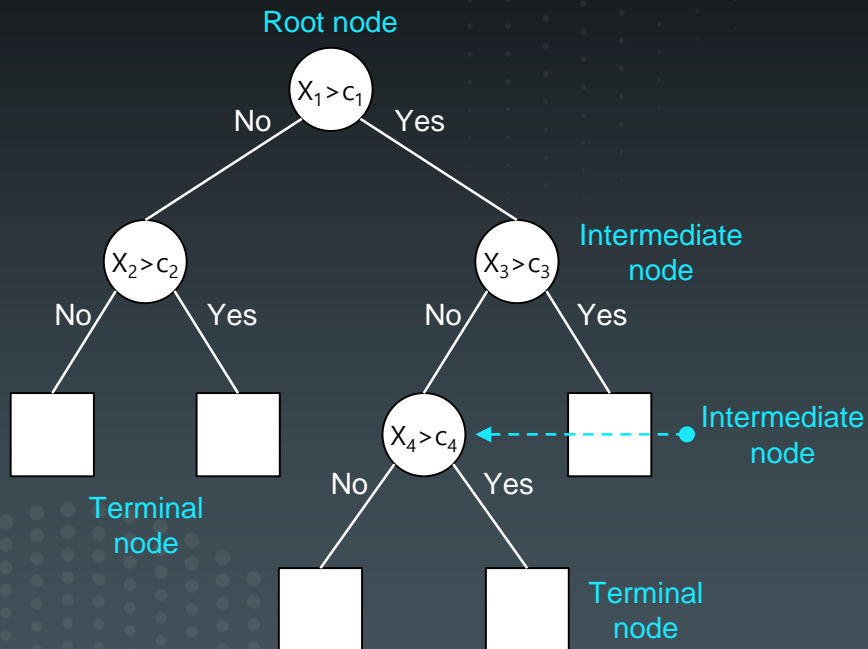 Root node
X₁>c₁
No
Yes
X₂>c₂
X₃>c₃
Intermediate
node
No
Yes
No
Yes
X₄>c₄
Intermediate
node
No
Yes
Terminal
node
Terminal
node